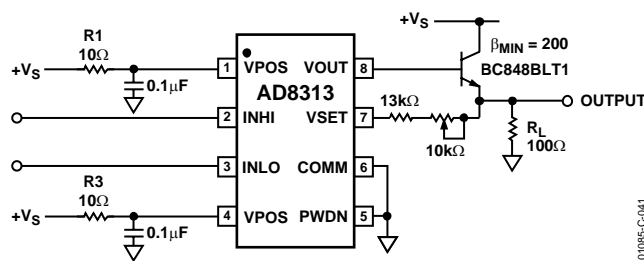 +VS
R1
10Ω
+VS
0.1µF
1 VPOS
VOUT 8
AD8313
2 INHI
VSET 7
3 INLO
COMM 6
4 VPOS
PWDN 5
βMIN = 200
BC848BLT1
13kΩ
10kΩ
OUTPUT
RL
100Ω
R3
10Ω
+VS
0.1µF
01085-C-041